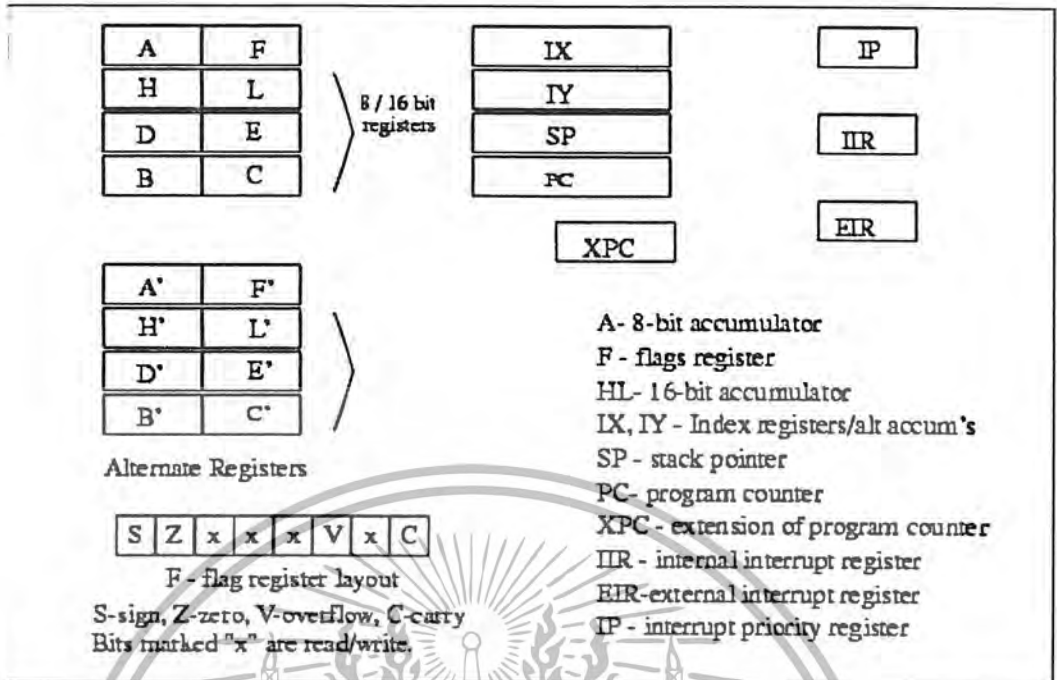 A F
H L
D E
B C
8 / 16 bit
registers
IX
IY
SP
PC
XPC
IP
IIR
EIR
A' F'
H' L'
D' E'
B' C'
Alternate Registers
S Z x x x V x C
F - flag register layout
S-sign, Z-zero, V-overflow, C-carry
Bits marked "x" are read/write.
A- 8-bit accumulator
F - flags register
HL- 16-bit accumulator
IX, IY - Index registers/alt accum's
SP - stack pointer
PC- program counter
XPC - extension of program counter
IIR - internal interrupt register
EIR-external interrupt register
IP - interrupt priority register